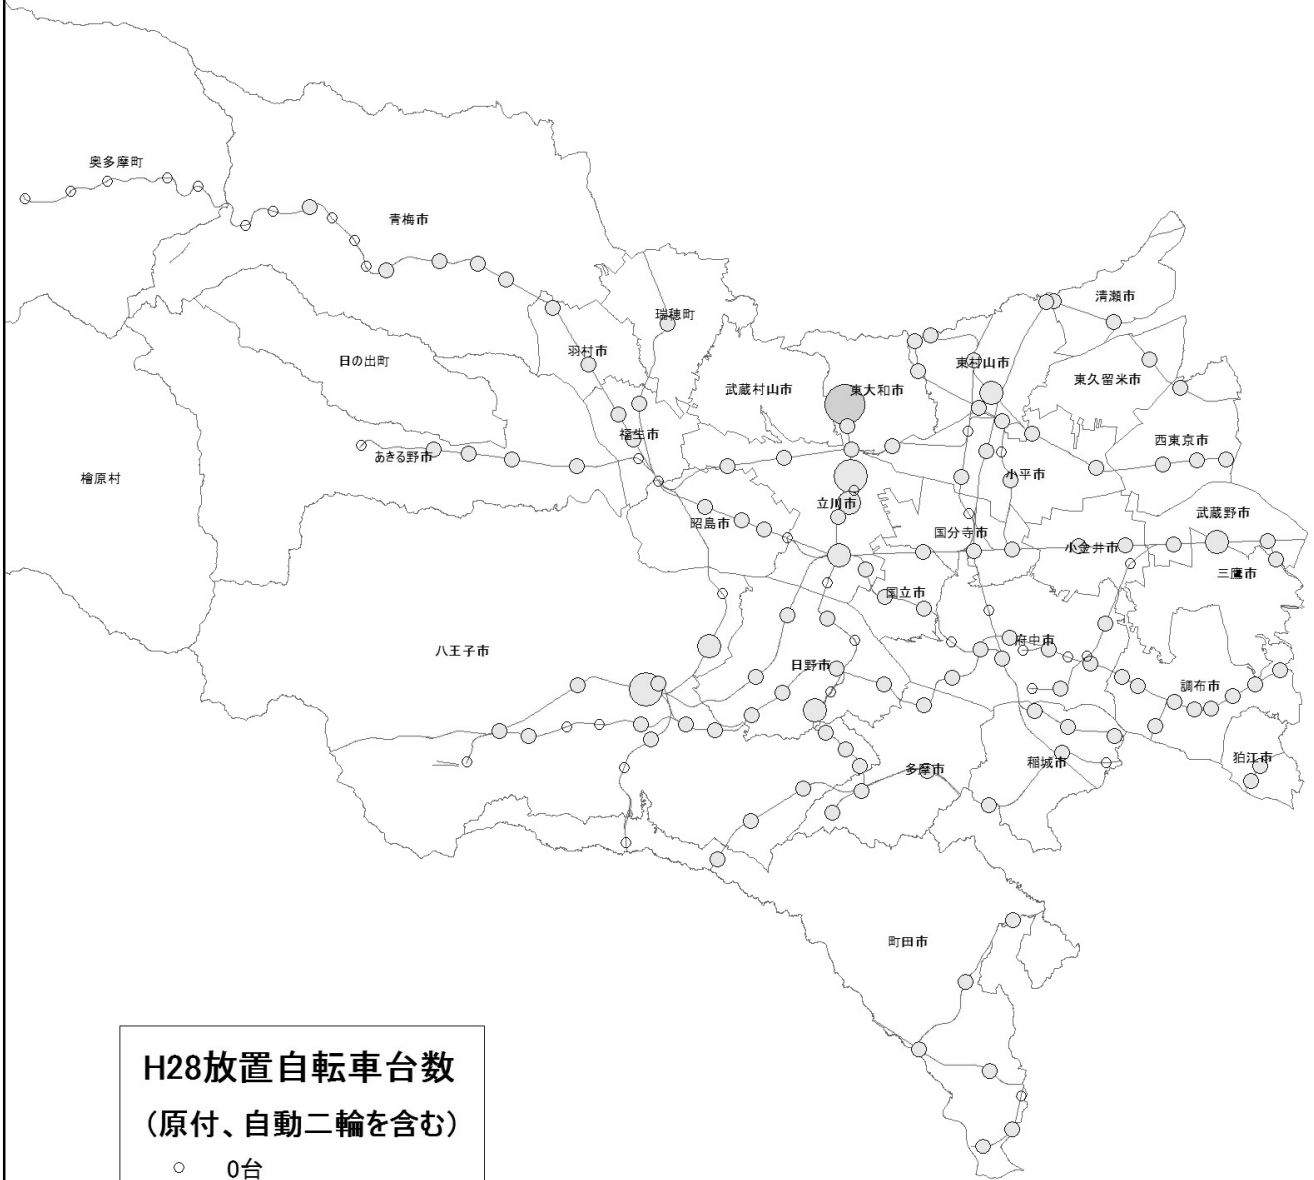 奥多摩町
青梅市
清瀬市
瑞穂町
羽村市
日の出町
東村山市
東久留米市
武蔵村山市
東大和市
福生市
西東京市
あきる野市
檜原村
小平市
立川市
武蔵野市
昭島市
国分寺市
小金井市
三鷹市
国立市
八王子市
府中市
日野市
調布市
狛江市
稲城市
多摩市
町田市
H28放置自転車台数
（原付、自動二輪を含む）
0台